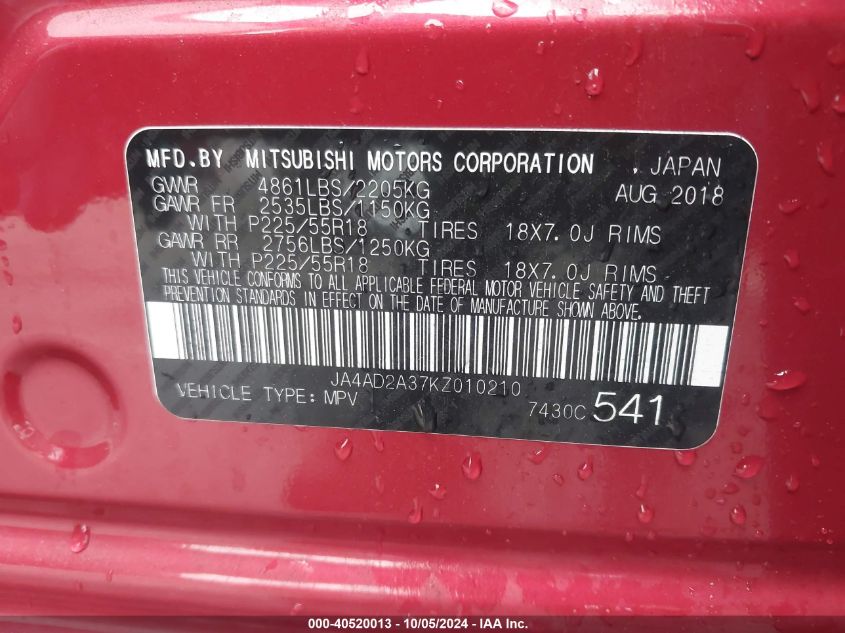 MFD.BY MITSUBISHI MOTORS CORPORATION , JAPAN
GVWR 4861LBS/2205KG AUG 2018
GAWR FR 2535LBS/1150KG
WITH P225/55R18 TIRES 18X7.0J RIMS
GAWR RR 2756LBS/1250KG
WITH P225/55R18 TIRES 18X7.0J RIMS
THIS VEHICLE CONFORMS TO ALL APPLICABLE FEDERAL MOTOR VEHICLE SAFETY AND THEFT
PREVENTION STANDARDS IN EFFECT ON THE DATE OF MANUFACTURE SHOWN ABOVE.
JA4AD2A37KZ010210
VEHICLE TYPE: MPV 7430C 541
000-40520013 - 10/05/2024 - IAA Inc.